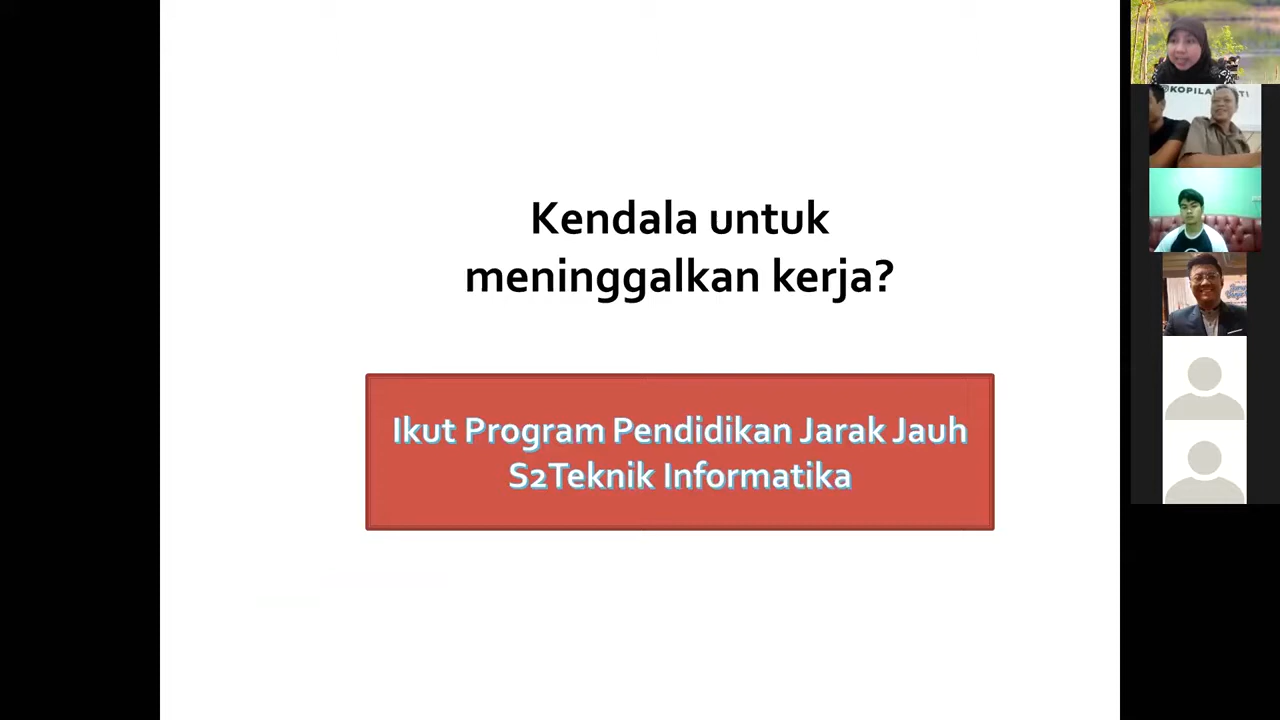 Kendala untuk
meninggalkan kerja?
Ikut Program Pendidikan Jarak Jauh
S2Teknik Informatika